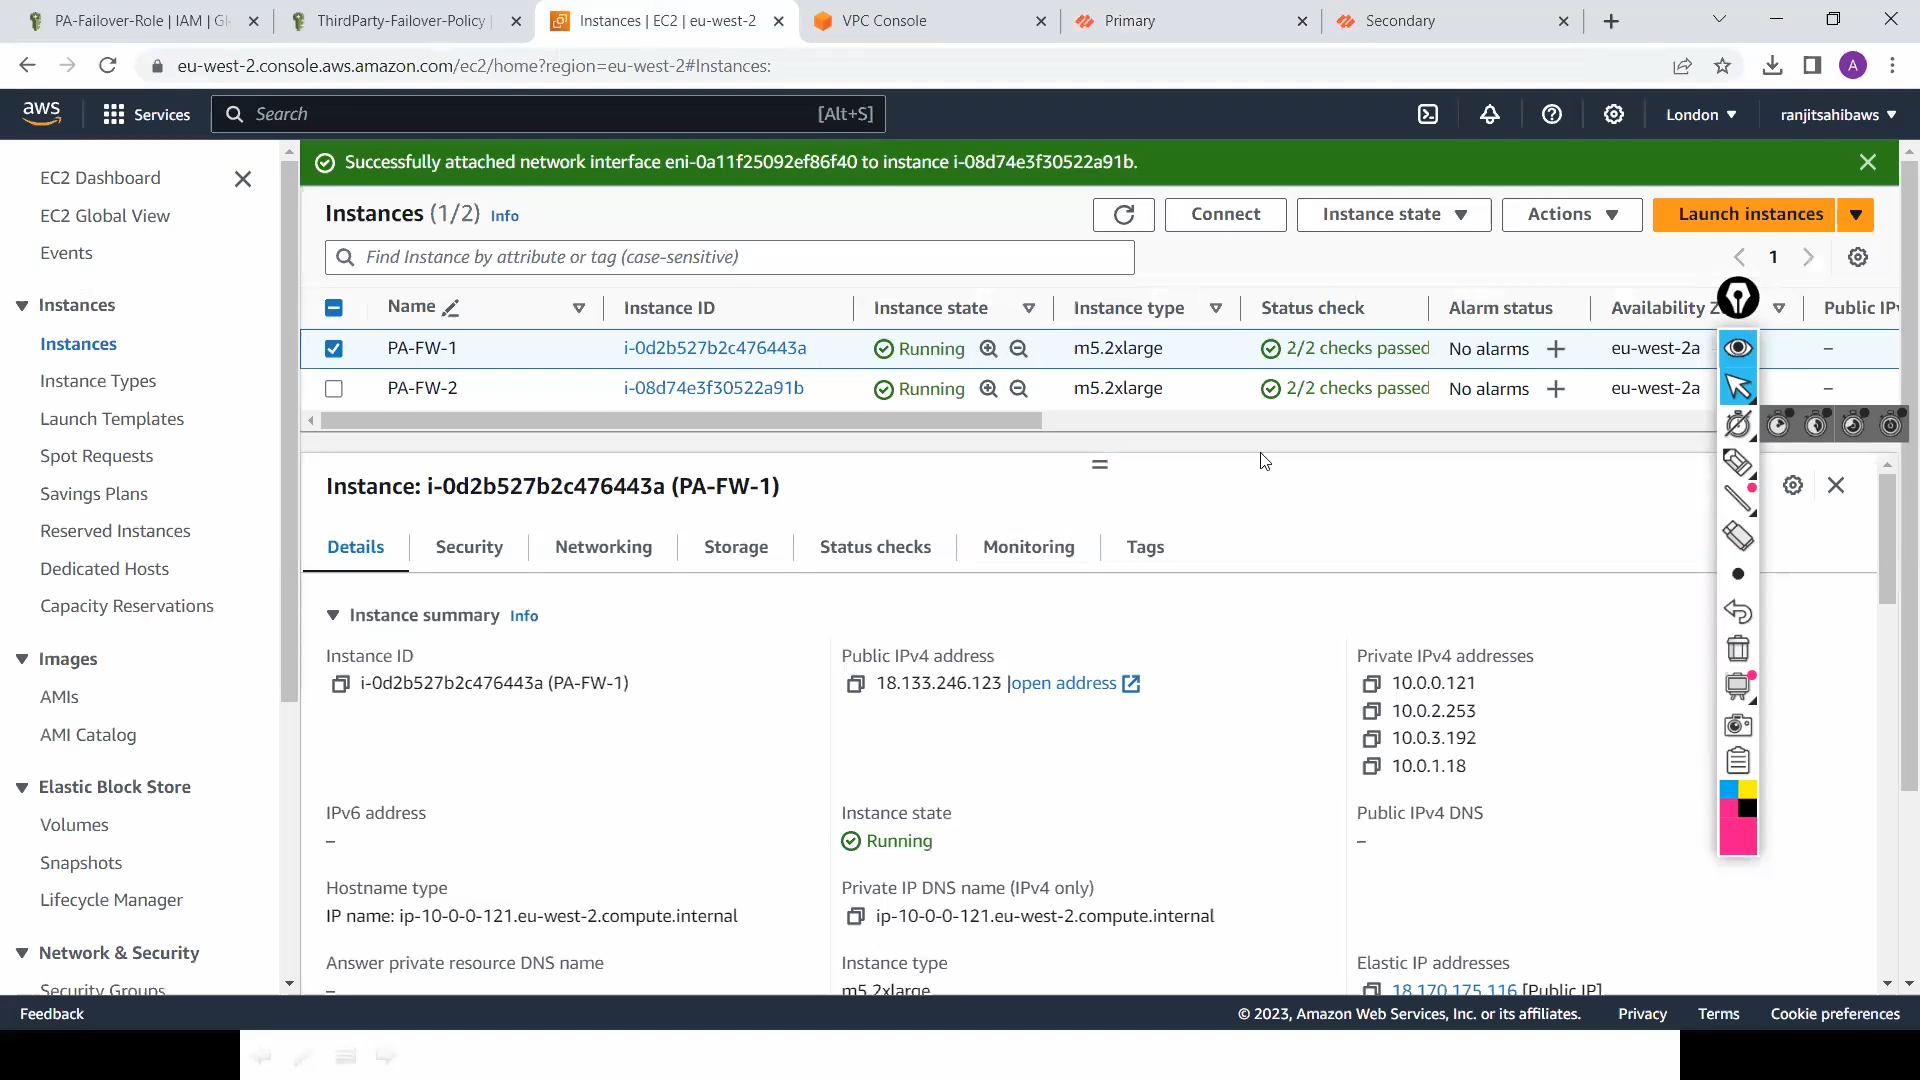 PA-Failover-Role | IAM | Gl
ThirdParty-Failover-Policy |
Instances | EC2 | eu-west-2
VPC Console
Primary
Secondary
eu-west-2.console.aws.amazon.com/ec2/home?region=eu-west-2#Instances:
A
aws
Services
Search
[Alt+S]
London
ranjitsahibaws
EC2 Dashboard
EC2 Global View
Events
Instances
Instances
Instance Types
Launch Templates
Spot Requests
Savings Plans
Reserved Instances
Dedicated Hosts
Capacity Reservations
Images
AMIs
AMI Catalog
Elastic Block Store
Volumes
Snapshots
Lifecycle Manager
Network & Security
Security Groups
Successfully attached network interface eni-0a11f25092ef86f40 to instance i-08d74e3f30522a91b.
Instances (1/2) Info
Connect
Instance state
Actions
Launch instances
Find Instance by attribute or tag (case-sensitive)
1
Name Instance ID Instance state Instance type Status check Alarm status Availability Z Public IPv
PA-FW-1 i-0d2b527b2c476443a Running m5.2xlarge 2/2 checks passed No alarms + eu-west-2a –
PA-FW-2 i-08d74e3f30522a91b Running m5.2xlarge 2/2 checks passed No alarms + eu-west-2a –
Instance: i-0d2b527b2c476443a (PA-FW-1)
Details Security Networking Storage Status checks Monitoring Tags
Instance summary Info
Instance ID
i-0d2b527b2c476443a (PA-FW-1)
Public IPv4 address
18.133.246.123 |open address
Private IPv4 addresses
10.0.0.121
10.0.2.253
10.0.3.192
10.0.1.18
IPv6 address
–
Instance state
Running
Public IPv4 DNS
–
Hostname type
IP name: ip-10-0-0-121.eu-west-2.compute.internal
Private IP DNS name (IPv4 only)
ip-10-0-0-121.eu-west-2.compute.internal
Answer private resource DNS name
–
Instance type
m5.2xlarge
Elastic IP addresses
18.170.175.116 [Public IP]
Feedback
© 2023, Amazon Web Services, Inc. or its affiliates.
Privacy
Terms
Cookie preferences